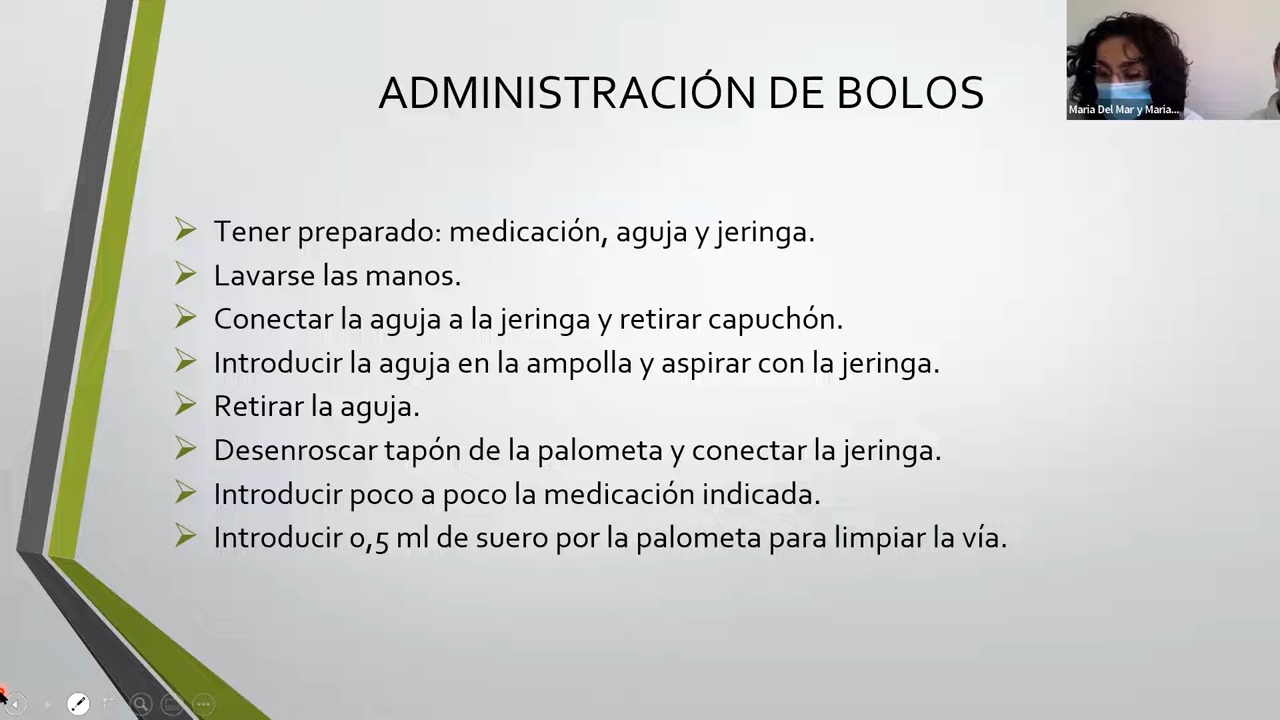 ADMINISTRACIÓN DE BOLOS
Maria Del Mar y Maria...
Tener preparado: medicación, aguja y jeringa.
Lavarse las manos.
Conectar la aguja a la jeringa y retirar capuchón.
Introducir la aguja en la ampolla y aspirar con la jeringa.
Retirar la aguja.
Desenroscar tapón de la palometa y conectar la jeringa.
Introducir poco a poco la medicación indicada.
Introducir 0,5 ml de suero por la palometa para limpiar la vía.